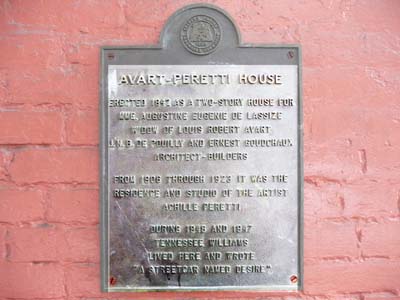 AVART-PERETTI HOUSE
ERECTED 1842 AS A TWO-STORY HOUSE FOR
MME. AUGUSTINE EUGENIE DE LASSIZE
WIDOW OF LOUIS ROBERT AVART
J.N.B. DE POUILLY AND ERNEST GOUDCHAUX
ARCHITECT-BUILDERS
FROM 1906 THROUGH 1923 IT WAS THE
RESIDENCE AND STUDIO OF THE ARTIST
ACHILLE PERETTI
DURING 1946 AND 1947
TENNESSEE WILLIAMS
LIVED HERE AND WROTE
"A STREETCAR NAMED DESIRE"